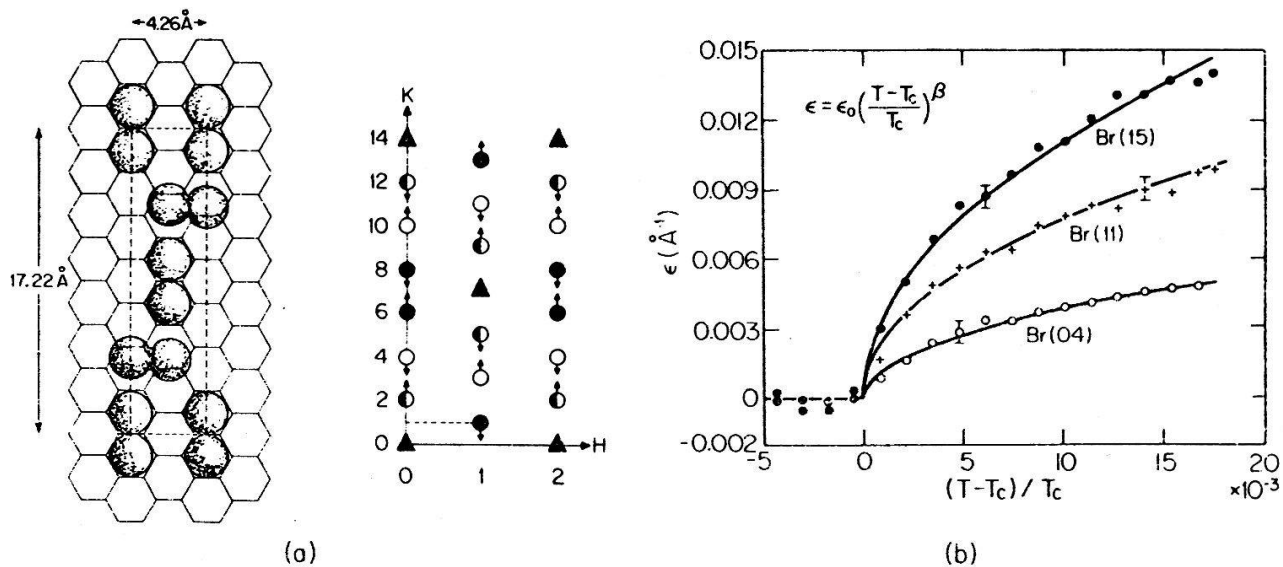 4.26Å
17.22Å
K
14
12
10
8
6
4
2
0
H
0 1 2
(a)
0.015
0.012
0.009
0.006
0.003
0
-0.002
ϵ (Å⁻¹)
ϵ = ϵ₀ (T-Tc / Tc)^β
Br(15)
Br(11)
Br(04)
-5 0 5 10 15 20
×10⁻³
(T-Tc) / Tc
(b)